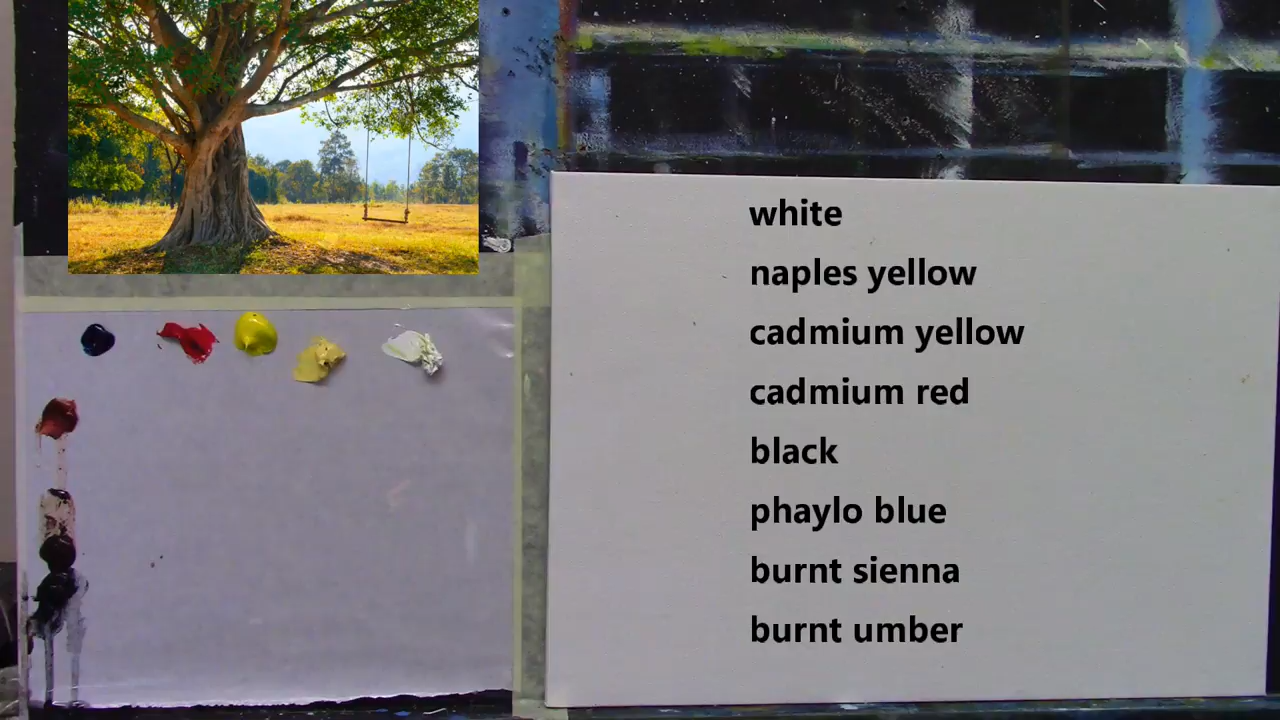 white
naples yellow
cadmium yellow
cadmium red
black
phaylo blue
burnt sienna
burnt umber